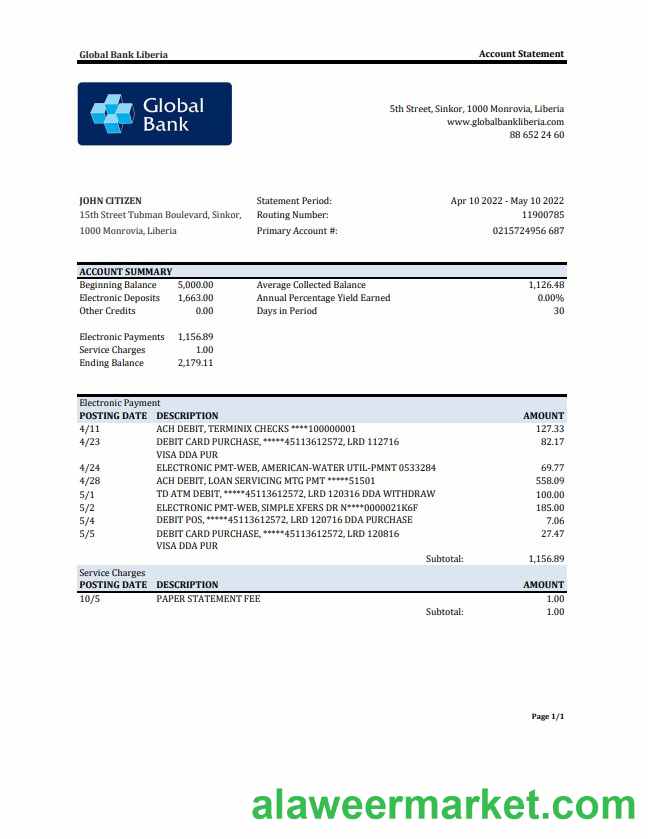 Global Bank Liberia Account Statement
Global
Bank
5th Street, Sinkor, 1000 Monrovia, Liberia
www.globalbankliberia.com
88 652 24 60
JOHN CITIZEN Statement Period: Apr 10 2022 - May 10 2022
15th Street Tubman Boulevard, Sinkor, Routing Number: 11900785
1000 Monrovia, Liberia Primary Account #: 0215724956 687
ACCOUNT SUMMARY
Beginning Balance 5,000.00 Average Collected Balance 1,126.48
Electronic Deposits 1,663.00 Annual Percentage Yield Earned 0.00%
Other Credits 0.00 Days in Period 30
Electronic Payments 1,156.89
Service Charges 1.00
Ending Balance 2,179.11
Electronic Payment
POSTING DATE DESCRIPTION AMOUNT
4/11 ACH DEBIT, TERMINIX CHECKS ****100000001 127.33
4/23 DEBIT CARD PURCHASE, *****45113612572, LRD 112716 82.17
VISA DDA PUR
4/24 ELECTRONIC PMT-WEB, AMERICAN-WATER UTIL-PMNT 0533284 69.77
4/28 ACH DEBIT, LOAN SERVICING MTG PMT *****51501 558.09
5/1 TD ATM DEBIT, *****45113612572, LRD 120316 DDA WITHDRAW 100.00
5/2 ELECTRONIC PMT-WEB, SIMPLE XFERS DR N****0000021K6F 185.00
5/4 DEBIT POS, *****45113612572, LRD 120716 DDA PURCHASE 7.06
5/5 DEBIT CARD PURCHASE, *****45113612572, LRD 120816 27.47
VISA DDA PUR
Subtotal: 1,156.89
Service Charges
POSTING DATE DESCRIPTION AMOUNT
10/5 PAPER STATEMENT FEE 1.00
Subtotal: 1.00
Page 1/1
alaweermarket.com